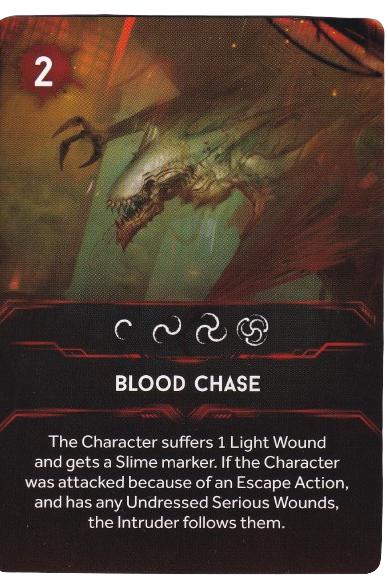 2
BLOOD CHASE
The Character suffers 1 Light Wound
and gets a Slime marker. If the Character
was attacked because of an Escape Action,
and has any Undressed Serious Wounds,
the Intruder follows them.